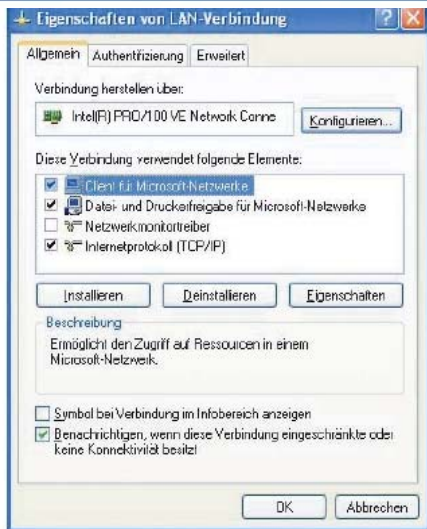 Eigenschaften von LAN-Verbindung
Allgemein Authentifizierung Erweitert
Verbindung herstellen über:
Intel(R) PRO/100 VE Network Conne
Konfigurieren...
Diese Verbindung verwendet folgende Elemente:
Client für Microsoft-Netzwerke
Datei- und Druckerfreigabe für Microsoft-Netzwerke
Netzwerkmonitortreiber
Internetprotokoll (TCP/IP)
Installieren Deinstallieren Eigenschaften
Beschreibung
Ermöglicht den Zugriff auf Ressourcen in einem
Microsoft-Netzwerk.
Symbol bei Verbindung im Infobereich anzeigen
Benachrichtigen, wenn diese Verbindung eingeschränkte oder
keine Konnektivität besitzt
OK Abbrechen